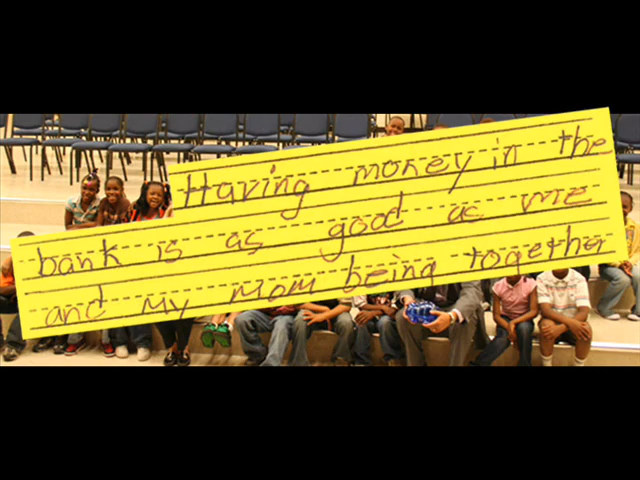 Having money in the
bank is as good as me
and My Mom being together